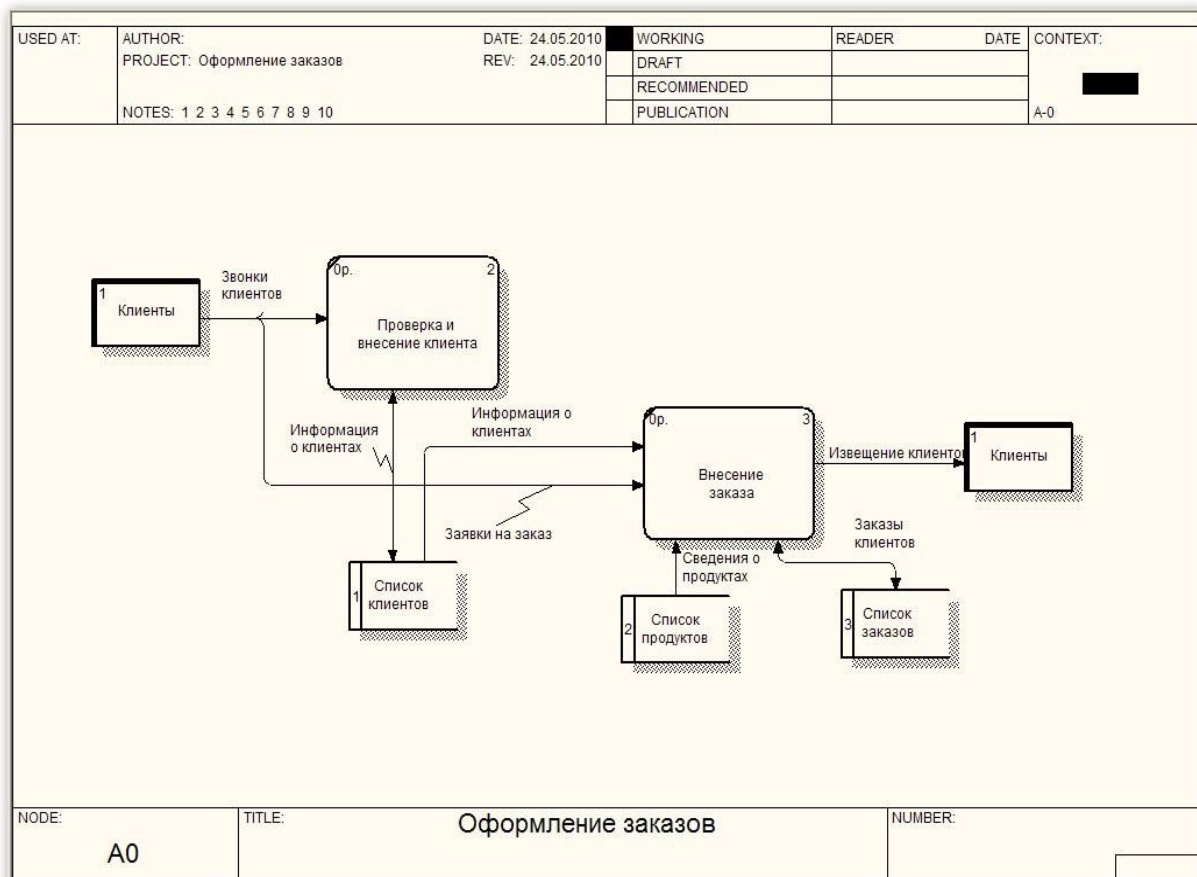 USED AT:
AUTHOR:
DATE: 24.05.2010
PROJECT: Оформление заказов
REV: 24.05.2010
NOTES: 1 2 3 4 5 6 7 8 9 10
WORKING
DRAFT
RECOMMENDED
PUBLICATION
READER
DATE
CONTEXT:
A-0
1
Клиенты
Звонки
клиентов
0р.
2
Проверка и
внесение клиента
Информация
о клиентах
Информация о
клиентах
0р.
3
Внесение
заказа
Извещение клиентов
1
Клиенты
Заявки на заказ
Заказы
клиентов
Сведения о
продуктах
1
Список
клиентов
2
Список
продуктов
3
Список
заказов
NODE:
A0
TITLE:
Оформление заказов
NUMBER: